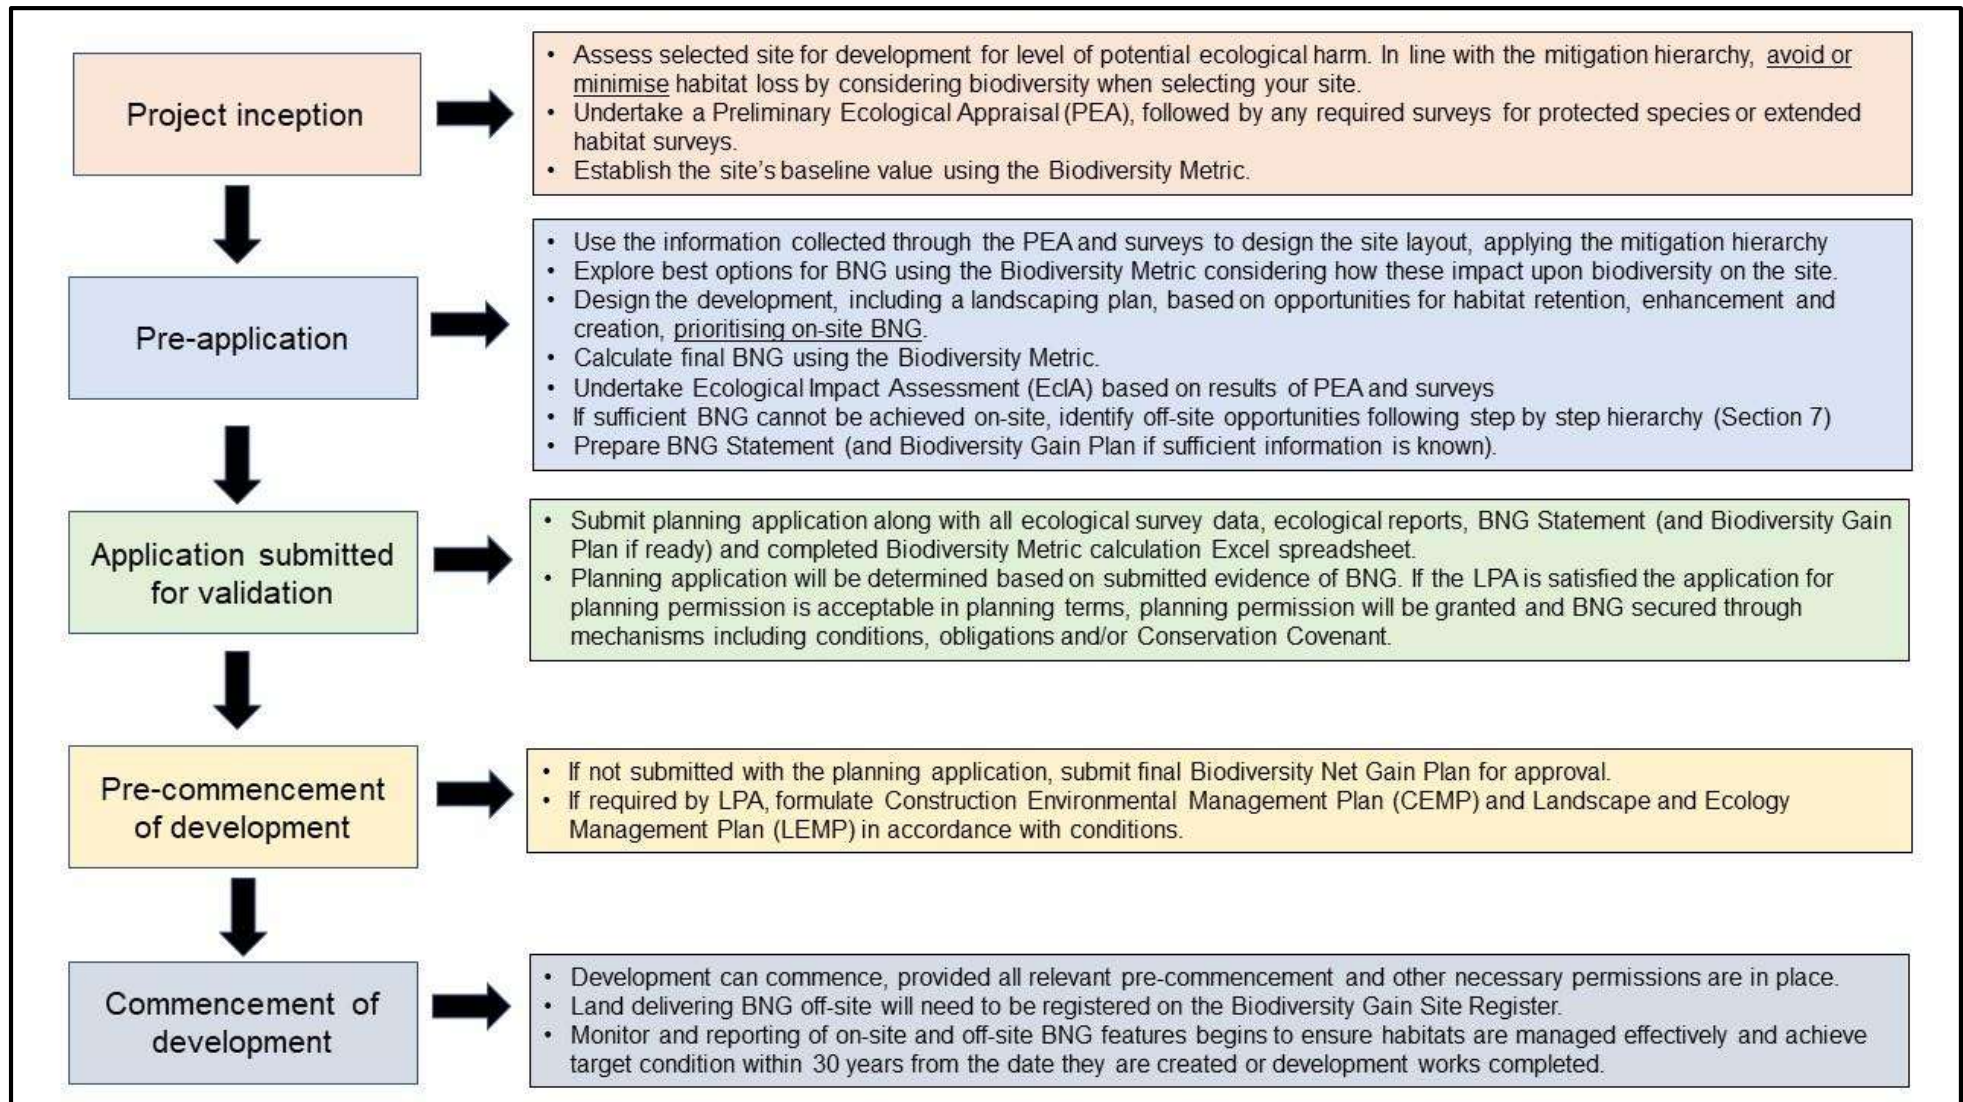 Project inception
• Assess selected site for development for level of potential ecological harm. In line with the mitigation hierarchy, avoid or
minimise habitat loss by considering biodiversity when selecting your site.
• Undertake a Preliminary Ecological Appraisal (PEA), followed by any required surveys for protected species or extended
habitat surveys.
• Establish the site's baseline value using the Biodiversity Metric.
Pre-application
• Use the information collected through the PEA and surveys to design the site layout, applying the mitigation hierarchy
• Explore best options for BNG using the Biodiversity Metric considering how these impact upon biodiversity on the site.
• Design the development, including a landscaping plan, based on opportunities for habitat retention, enhancement and
creation, prioritising on-site BNG.
• Calculate final BNG using the Biodiversity Metric.
• Undertake Ecological Impact Assessment (EcIA) based on results of PEA and surveys
• If sufficient BNG cannot be achieved on-site, identify off-site opportunities following step by step hierarchy (Section 7)
• Prepare BNG Statement (and Biodiversity Gain Plan if sufficient information is known).
Application submitted
for validation
• Submit planning application along with all ecological survey data, ecological reports, BNG Statement (and Biodiversity Gain
Plan if ready) and completed Biodiversity Metric calculation Excel spreadsheet.
• Planning application will be determined based on submitted evidence of BNG. If the LPA is satisfied the application for
planning permission is acceptable in planning terms, planning permission will be granted and BNG secured through
mechanisms including conditions, obligations and/or Conservation Covenant.
Pre-commencement
of development
• If not submitted with the planning application, submit final Biodiversity Net Gain Plan for approval.
• If required by LPA, formulate Construction Environmental Management Plan (CEMP) and Landscape and Ecology
Management Plan (LEMP) in accordance with conditions.
Commencement of
development
• Development can commence, provided all relevant pre-commencement and other necessary permissions are in place.
• Land delivering BNG off-site will need to be registered on the Biodiversity Gain Site Register.
• Monitor and reporting of on-site and off-site BNG features begins to ensure habitats are managed effectively and achieve
target condition within 30 years from the date they are created or development works completed.